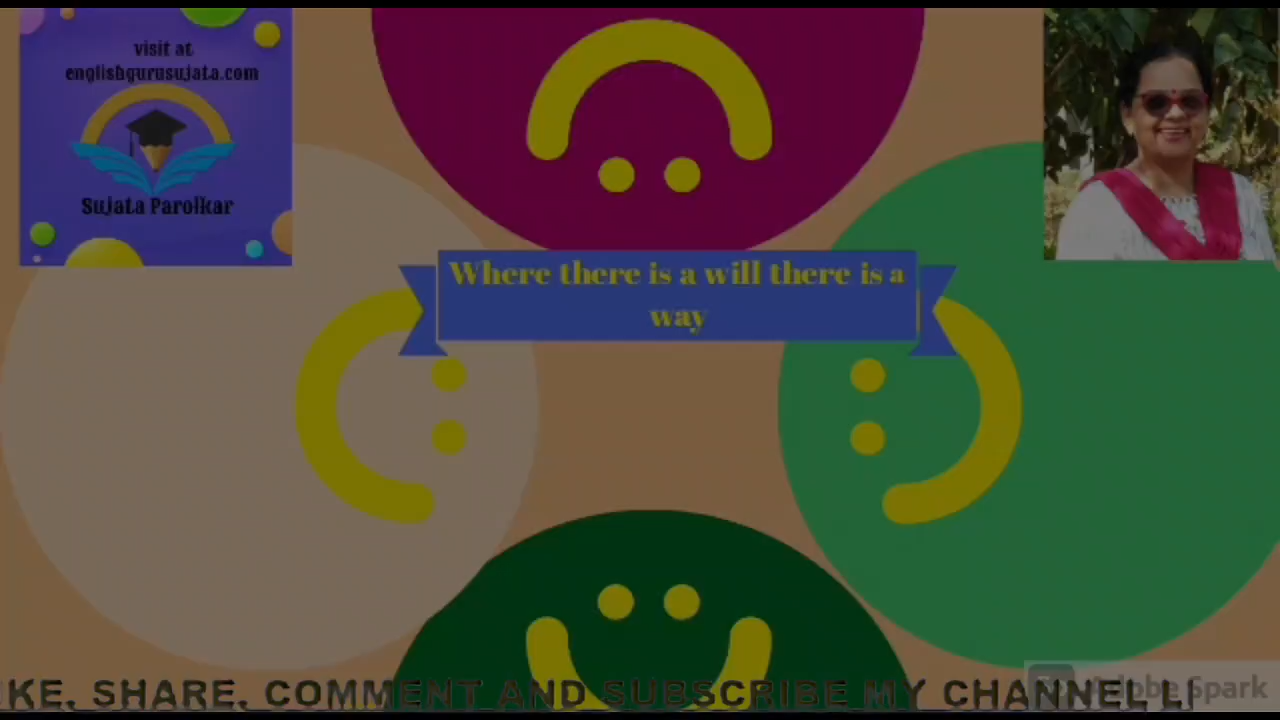 visit at
englishgurusujata.com
Sujata Parolkar
Where there is a will there is a
way
KE, SHARE, COMMENT AND SUBSCRIBE MY CHANNEL LI
Adobe Spark